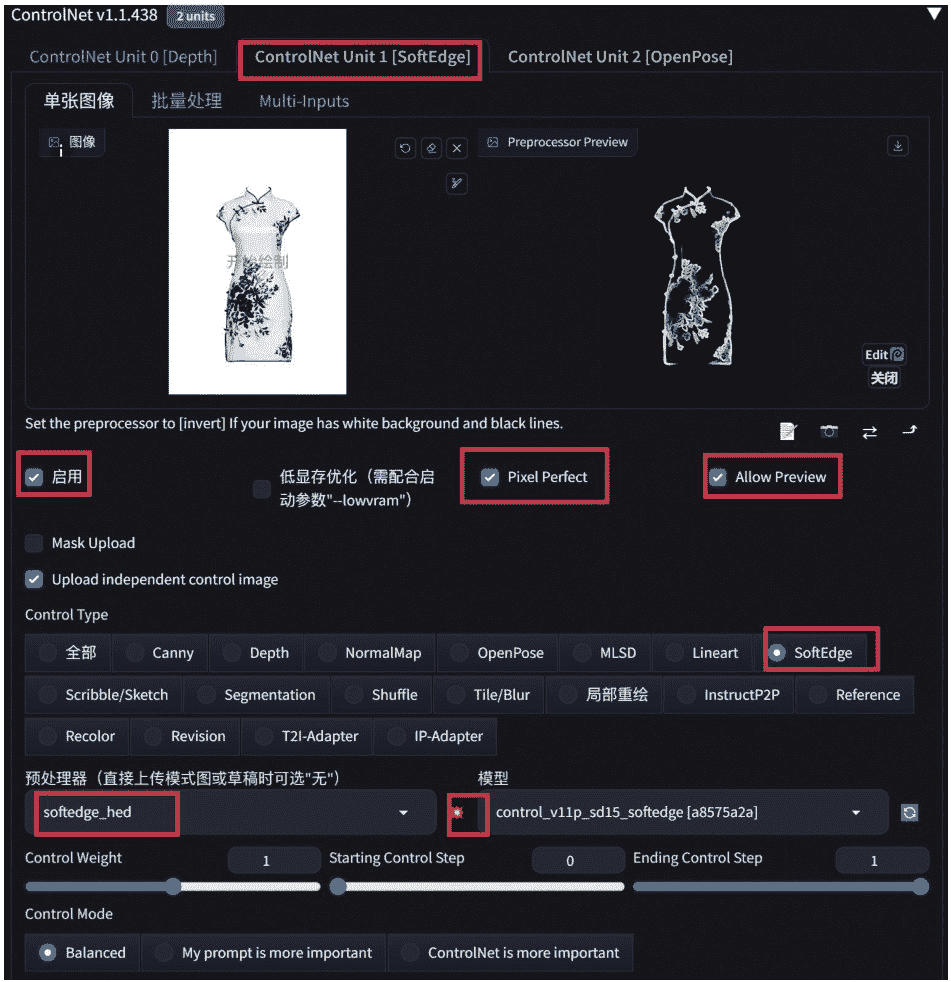 ControlNet v1.1.438 2 units
ControlNet Unit 0 [Depth] ControlNet Unit 1 [SoftEdge] ControlNet Unit 2 [OpenPose]
单张图像 批量处理 Multi-Inputs
图像 Preprocessor Preview
开始绘制
Edit
关闭
Set the preprocessor to [invert] If your image has white background and black lines.
启用 低显存优化（需配合启 Pixel Perfect Allow Preview
动参数"--lowvram"）
Mask Upload
Upload independent control image
Control Type
全部 Canny Depth NormalMap OpenPose MLSD Lineart SoftEdge
Scribble/Sketch Segmentation Shuffle Tile/Blur 局部重绘 InstructP2P Reference
Recolor Revision T2I-Adapter IP-Adapter
预处理器（直接上传模式图或草稿时可选"无"） 模型
softedge_hed control_v11p_sd15_softedge [a8575a2a]
Control Weight 1 Starting Control Step 0 Ending Control Step 1
Control Mode
Balanced My prompt is more important ControlNet is more important